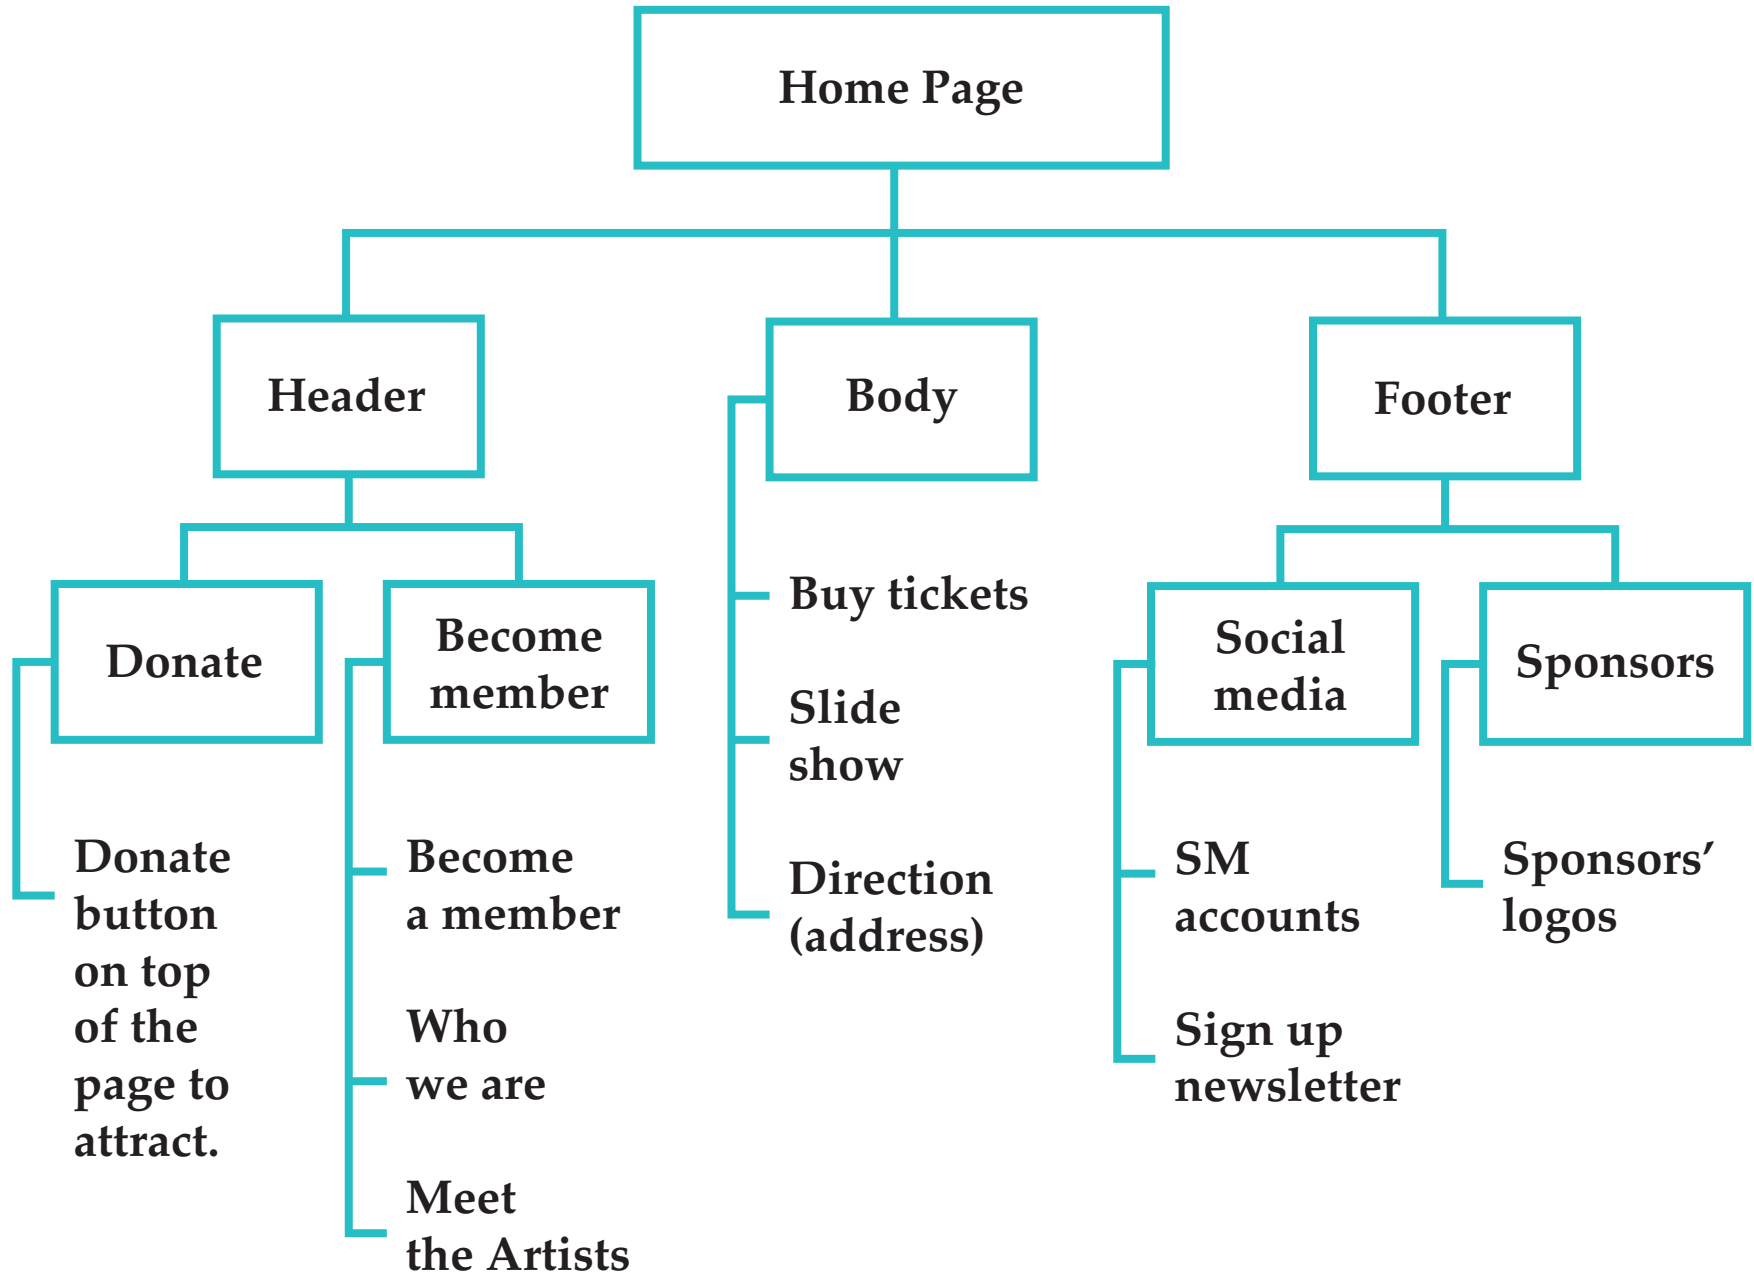 Home Page
Header
Body
Footer
Donate
Become
member
Social
media
Sponsors
Donate
button
on top
of the
page to
attract.
Become
a member
Who
we are
Meet
the Artists
Buy tickets
Slide
show
Direction
(address)
SM
accounts
Sign up
newsletter
Sponsors’
logos